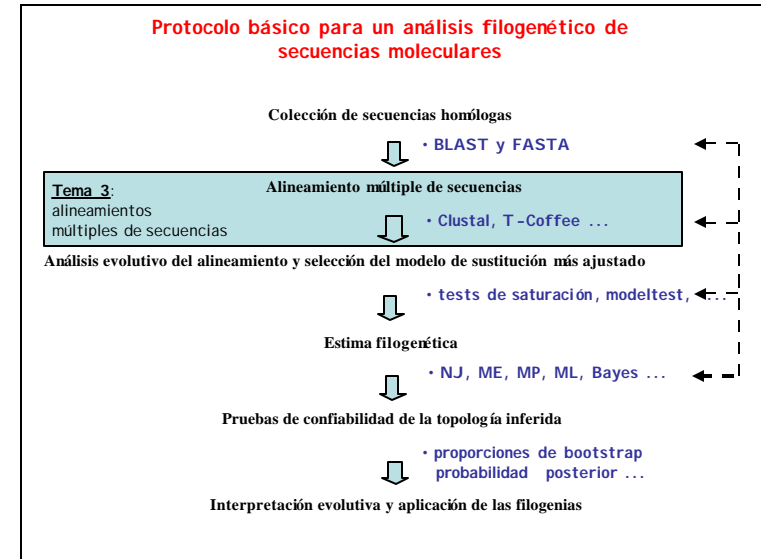 Protocolo básico para un análisis filogenético de
secuencias moleculares
Colección de secuencias homólogas
• BLAST y FASTA
Tema 3:
alineamientos
múltiples de secuencias
Alineamiento múltiple de secuencias
• Clustal, T-Coffee ...
Análisis evolutivo del alineamiento y selección del modelo de sustitución más ajustado
• tests de saturación, modeltest, ...
Estima filogenética
• NJ, ME, MP, ML, Bayes ...
Pruebas de confiabilidad de la topología inferida
• proporciones de bootstrap
probabilidad posterior ...
Interpretación evolutiva y aplicación de las filogenias